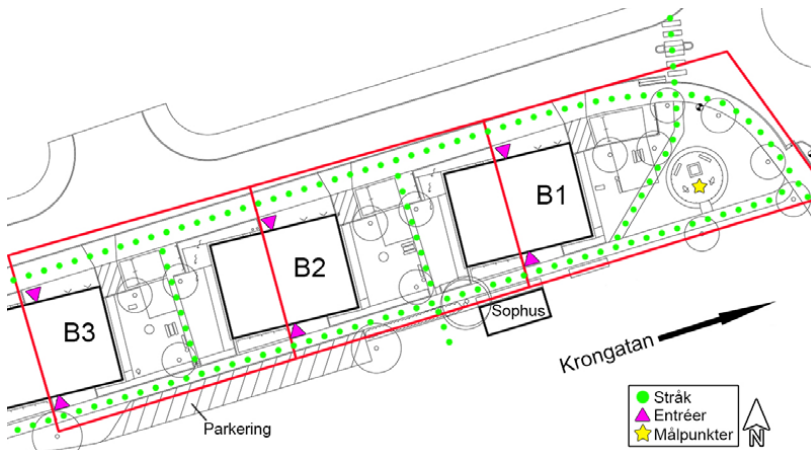 B1
B2
B3
Sophus
Krongatan
Parkering
Stråk
Entréer
Målpunkter
N